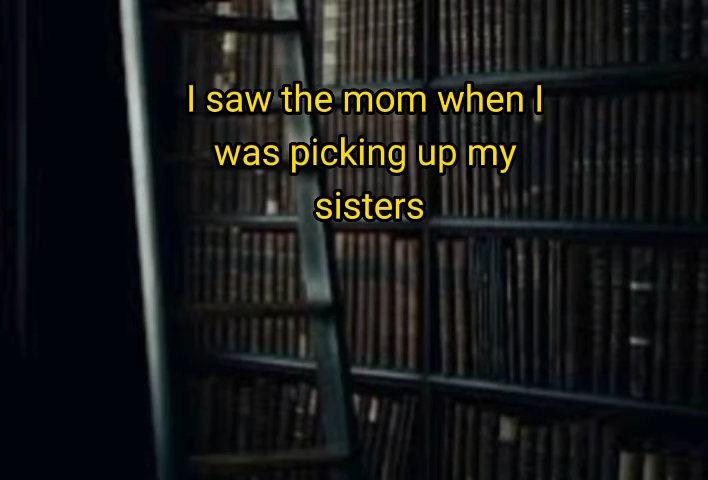 I saw the mom when I
was picking up my
sisters